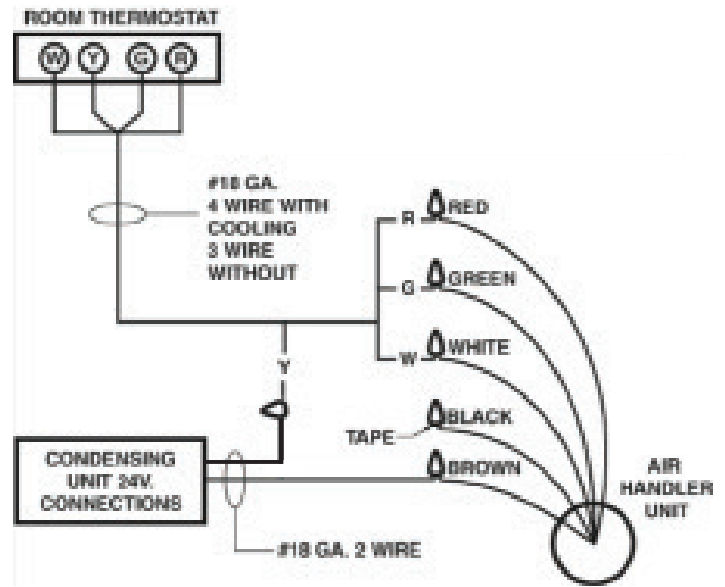 ROOM THERMOSTAT
W Y G R
#18 GA.
4 WIRE WITH
COOLING
3 WIRE
WITHOUT
R RED
G GREEN
W WHITE
Y
BLACK
TAPE
BROWN
CONDENSING
UNIT 24V.
CONNECTIONS
AIR
HANDLER
UNIT
#18 GA. 2 WIRE